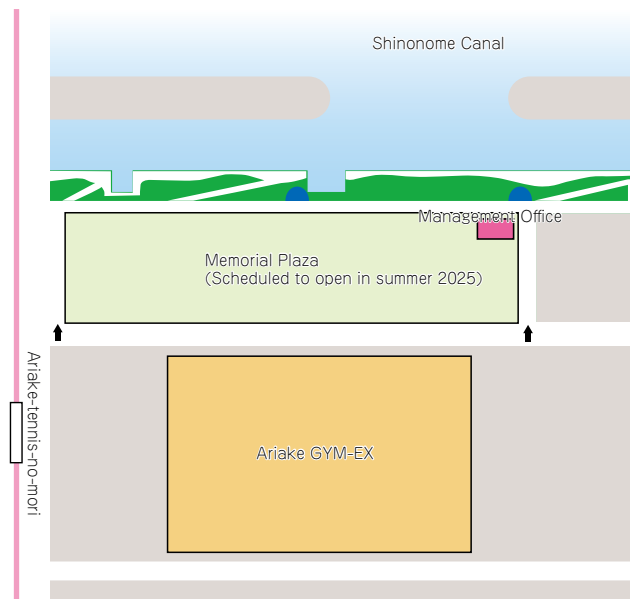 Shinonome Canal
Management Office
Memorial Plaza
(Scheduled to open in summer 2025)
Ariake-tennis-no-mori
Ariake GYM-EX